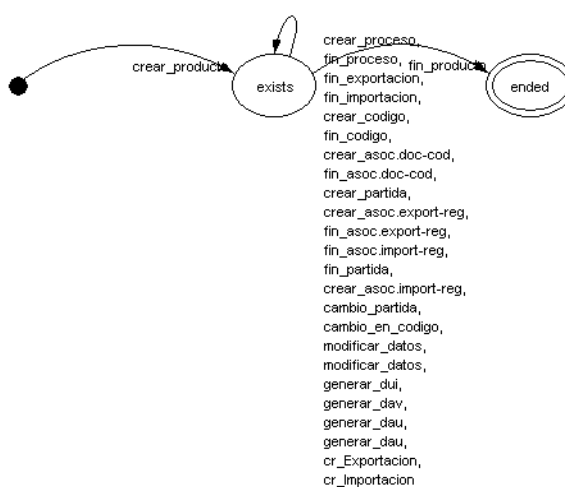 crear_producto
exists
crear_proceso,
fin_proceso,
fin_producto
ended
fin_exportacion,
fin_importacion,
crear_codigo,
fin_codigo,
crear_asoc.doc-cod,
fin_asoc.doc-cod,
crear_partida,
crear_asoc.export-reg,
fin_asoc.export-reg,
fin_asoc.import-reg,
fin_partida,
crear_asoc.import-reg,
cambio_partida,
cambio_en_codigo,
modificar_datos,
modificar_datos,
generar_dui,
generar_dav,
generar_dau,
generar_dau,
cr_Exportacion,
cr_Importacion